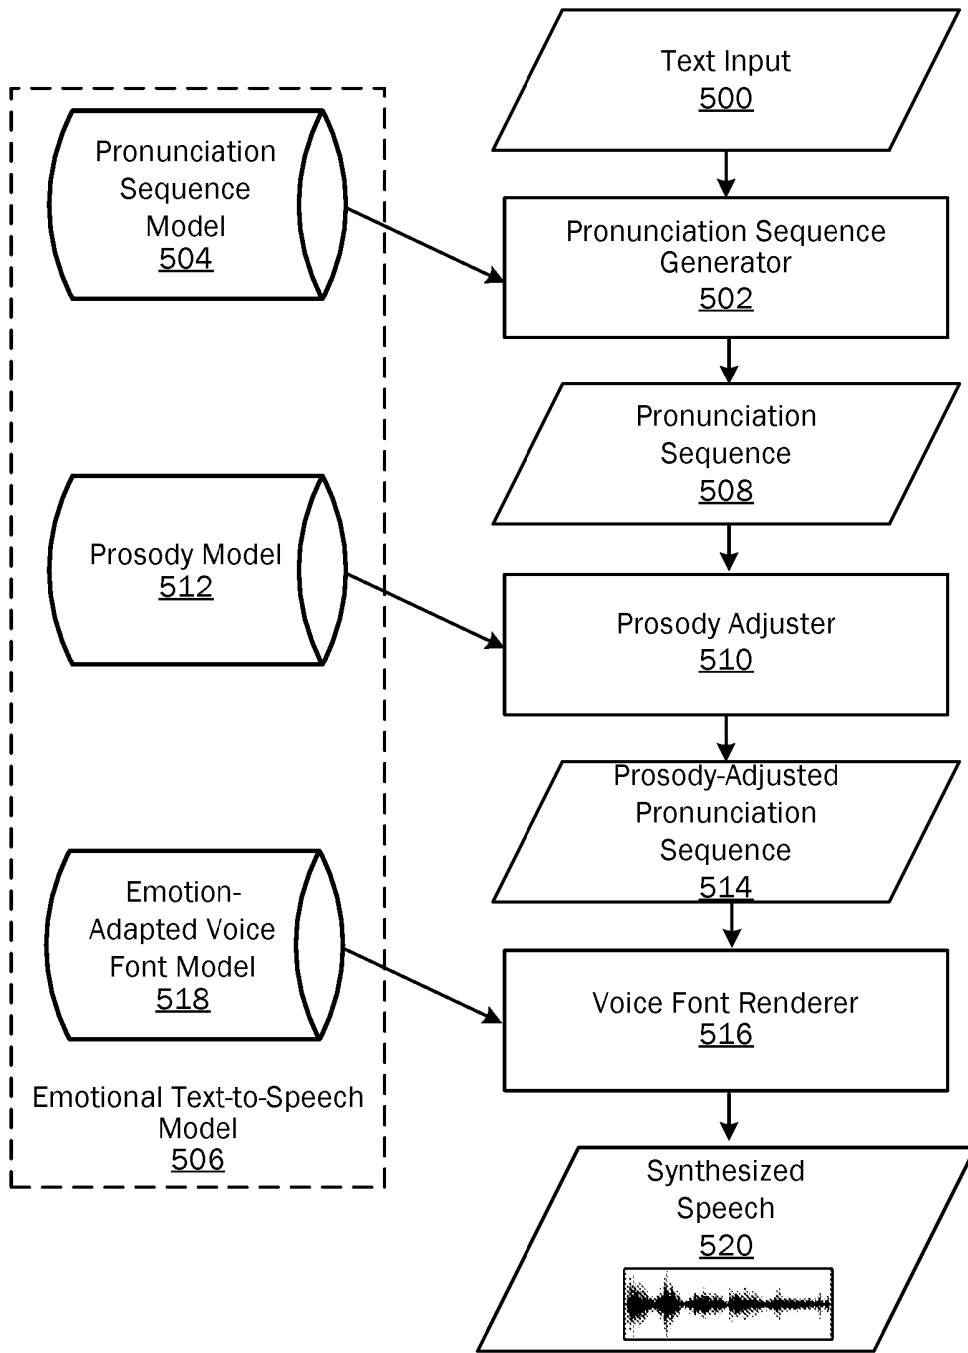 Text Input
500
Pronunciation
Sequence
Model
504
Pronunciation Sequence
Generator
502
Pronunciation
Sequence
508
Prosody Model
512
Prosody Adjuster
510
Prosody-Adjusted
Pronunciation
Sequence
514
Emotion-
Adapted Voice
Font Model
518
Voice Font Renderer
516
Emotional Text-to-Speech
Model
506
Synthesized
Speech
520